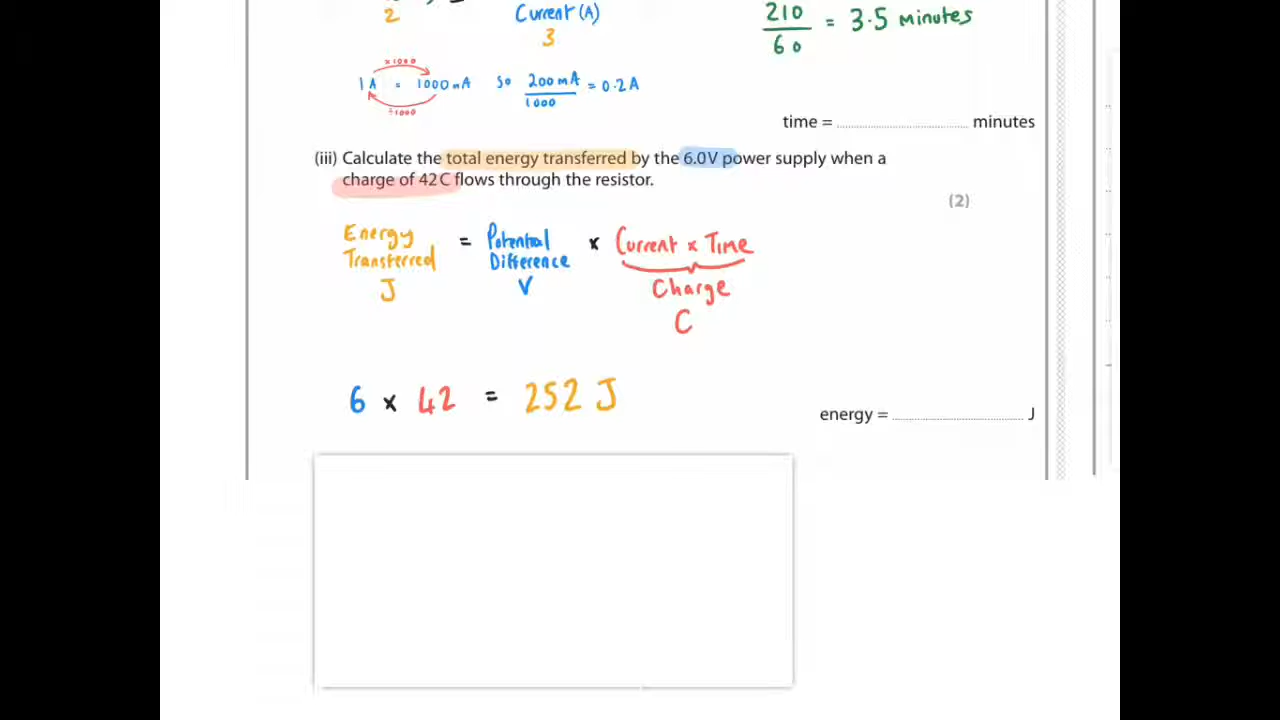 2
Current (A)
3
210
60
= 3.5 minutes
×1000
1A = 1000mA so 200mA
1000
= 0.2A
÷1000
time = ............ minutes
(iii) Calculate the total energy transferred by the 6.0V power supply when a
charge of 42C flows through the resistor.
(2)
Energy Transferred = Potential Difference × Current × Time
J
V
Charge
C
6 × 42 = 252 J
energy = ............ J